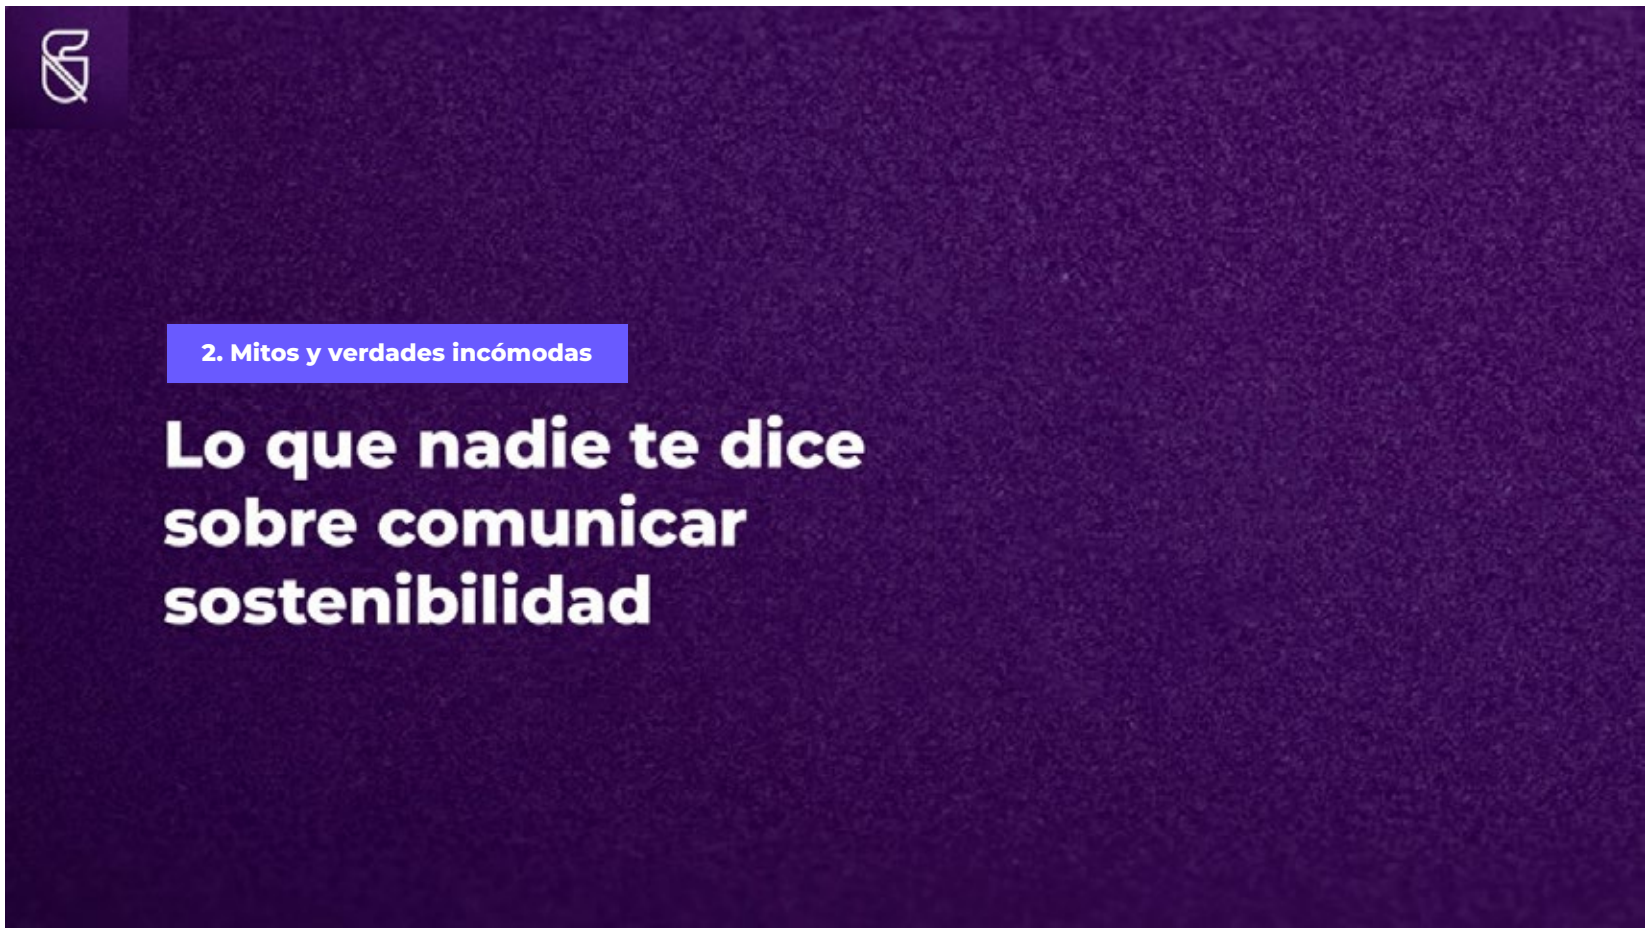 2. Mitos y verdades incómodas
Lo que nadie te dice
sobre comunicar
sostenibilidad